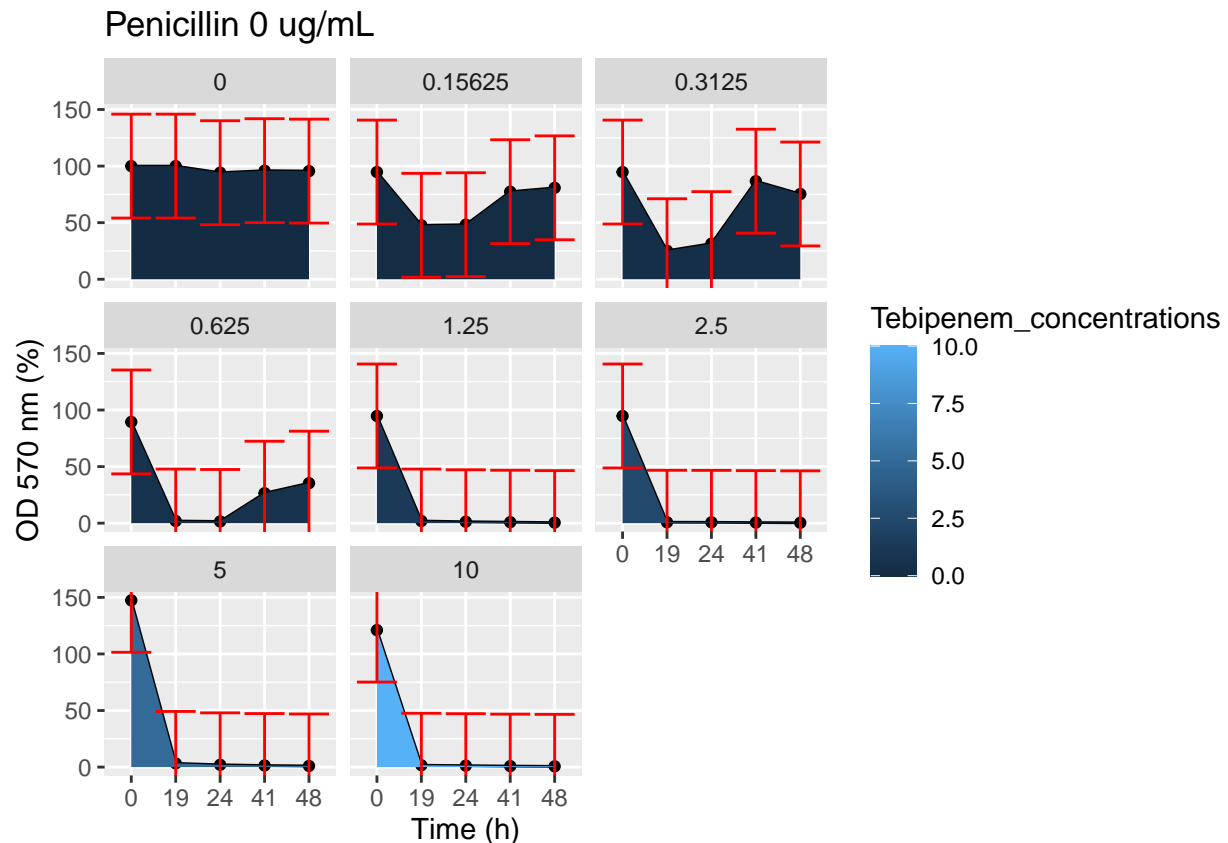 Penicillin 0 ug/mL
0 0.15625 0.3125
150
100
50
0
0.625 1.25 2.5
150
100
50
0
0 19 24 41 48
5 10
150
100
50
0
0 19 24 41 48 0 19 24 41 48
Time (h)
OD 570 nm (%)
Tebipenem_concentrations
10.0
7.5
5.0
2.5
0.0